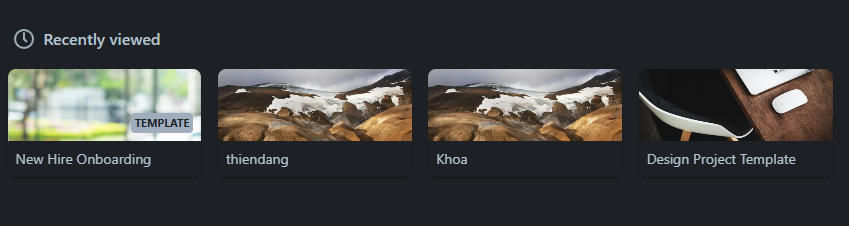 Recently viewed
TEMPLATE
New Hire Onboarding
thiendang
Khoa
Design Project Template